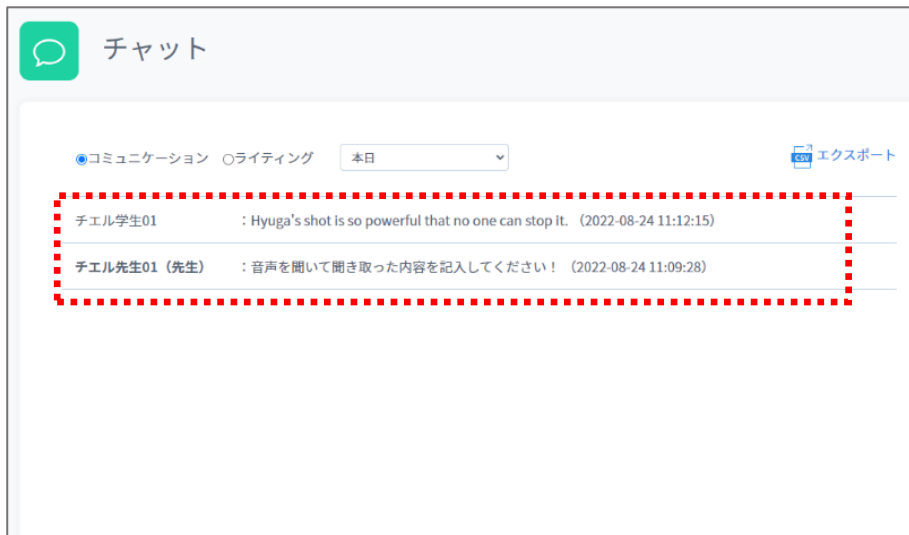 チャット
コミュニケーション ライティング 本日 CSV エクスポート
チエル学生01 ：Hyuga's shot is so powerful that no one can stop it. （2022-08-24 11:12:15）
チエル先生01（先生） ：音声を聞いて聞き取った内容を記入してください！ （2022-08-24 11:09:28）